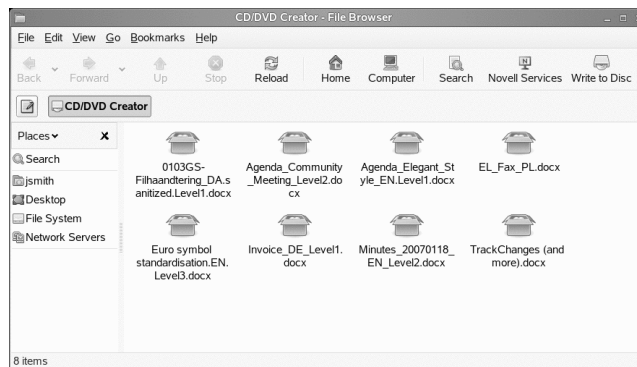 CD/DVD Creator - File Browser
File Edit View Go Bookmarks Help
Back Forward Up Stop Reload Home Computer Search Novell Services Write to Disc
CD/DVD Creator
Places
Search
jsmith
Desktop
File System
Network Servers
0103GS-
Filhaandtering_DA.s
anitized.Level1.docx
Agenda_Community
_Meeting_Level2.do
cx
Agenda_Elegant_St
yle_EN.Level1.docx
EL_Fax_PL.docx
Euro symbol
standardisation.EN.
Level3.docx
Invoice_DE_Level1.
docx
Minutes_20070118_
EN_Level2.docx
TrackChanges (and
more).docx
8 items